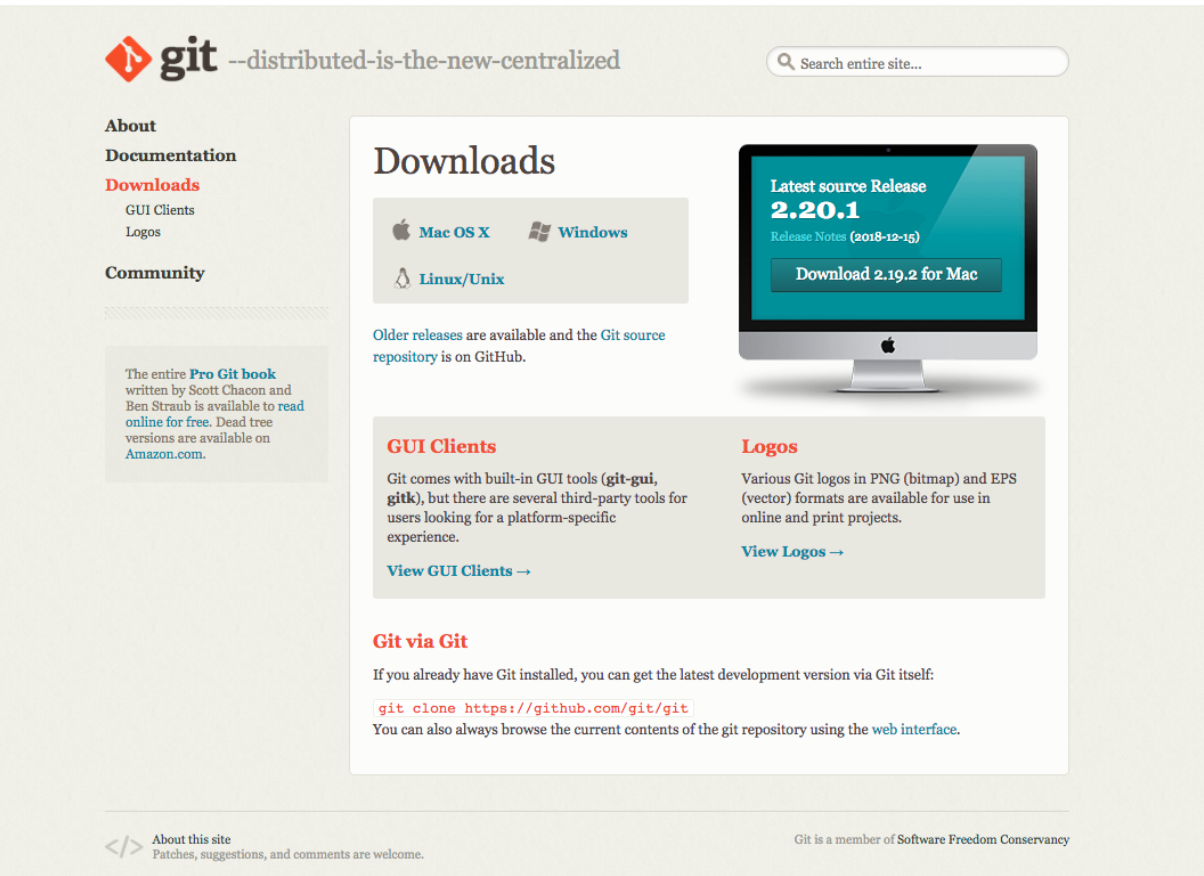 git --distributed-is-the-new-centralized
Search entire site...
About
Documentation
Downloads
GUI Clients
Logos
Community
The entire Pro Git book
written by Scott Chacon and
Ben Straub is available to read
online for free. Dead tree
versions are available on
Amazon.com.
Downloads
Mac OS X
Windows
Linux/Unix
Older releases are available and the Git source
repository is on GitHub.
Latest source Release
2.20.1
Release Notes (2018-12-15)
Download 2.19.2 for Mac
GUI Clients
Git comes with built-in GUI tools (git-gui,
gitk), but there are several third-party tools for
users looking for a platform-specific
experience.
View GUI Clients →
Logos
Various Git logos in PNG (bitmap) and EPS
(vector) formats are available for use in
online and print projects.
View Logos →
Git via Git
If you already have Git installed, you can get the latest development version via Git itself:
git clone https://github.com/git/git
You can also always browse the current contents of the git repository using the web interface.
</> About this site
Patches, suggestions, and comments are welcome.
Git is a member of Software Freedom Conservancy